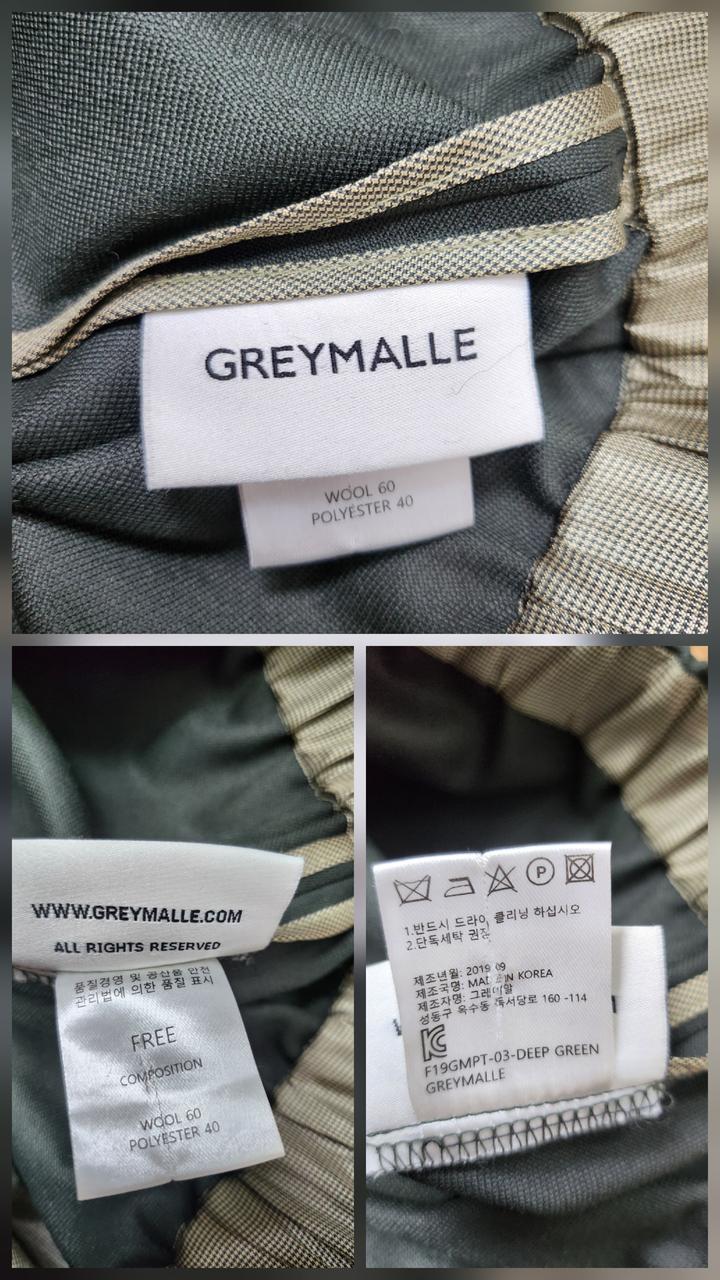 GREYMALLE
WOOL 60
POLYESTER 40
WWW.GREYMALLE.COM
ALL RIGHTS RESERVED
품질경영 및 공산품 안전
관리법에 의한 품질 표시
FREE
COMPOSITION
WOOL 60
POLYESTER 40
P
1.반드시 드라이 클리닝 하십시오
2.단독세탁 권장
제조년월: 2019.09
제조국명: MADE IN KOREA
제조자명: 그레이말
성동구 옥수동 독서당로 160 -114
F19GMPT-03-DEEP GREEN
GREYMALLE